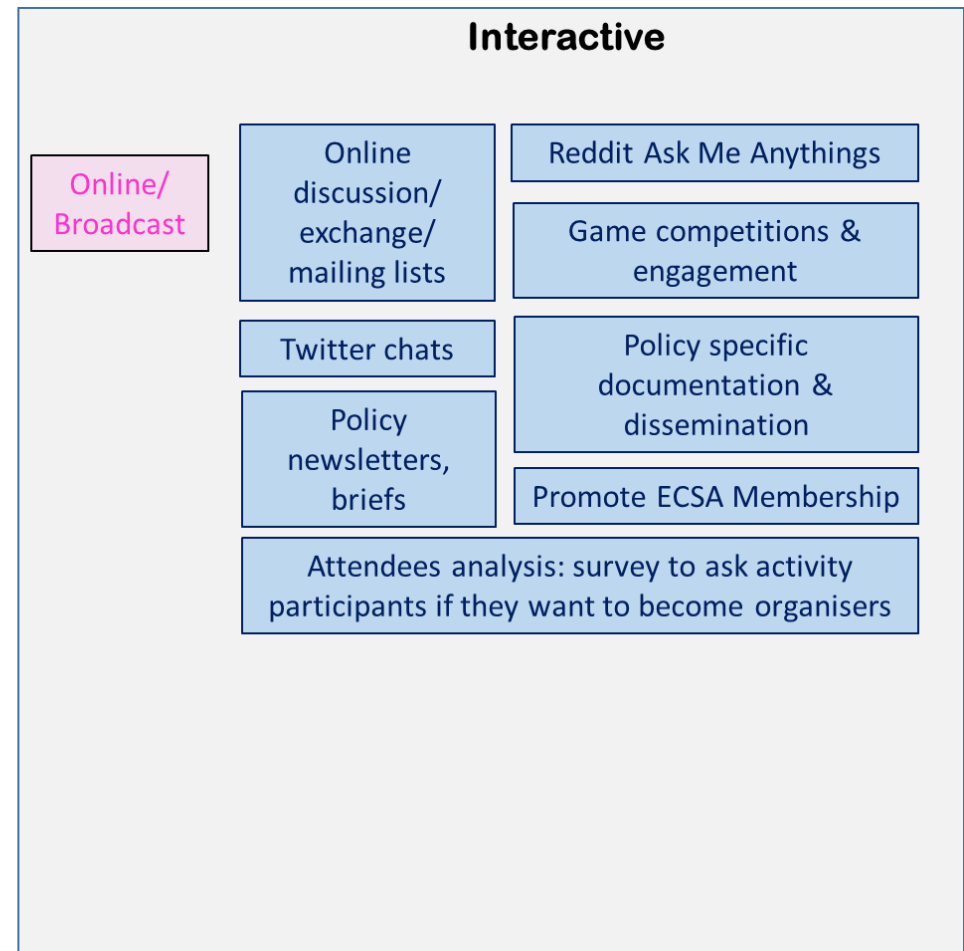 Interactive
Online/
Broadcast
Online
discussion/
exchange/
mailing lists
Reddit Ask Me Anythings
Game competitions &
engagement
Twitter chats
Policy specific
documentation &
dissemination
Policy
newsletters,
briefs
Promote ECSA Membership
Attendees analysis: survey to ask activity
participants if they want to become organisers